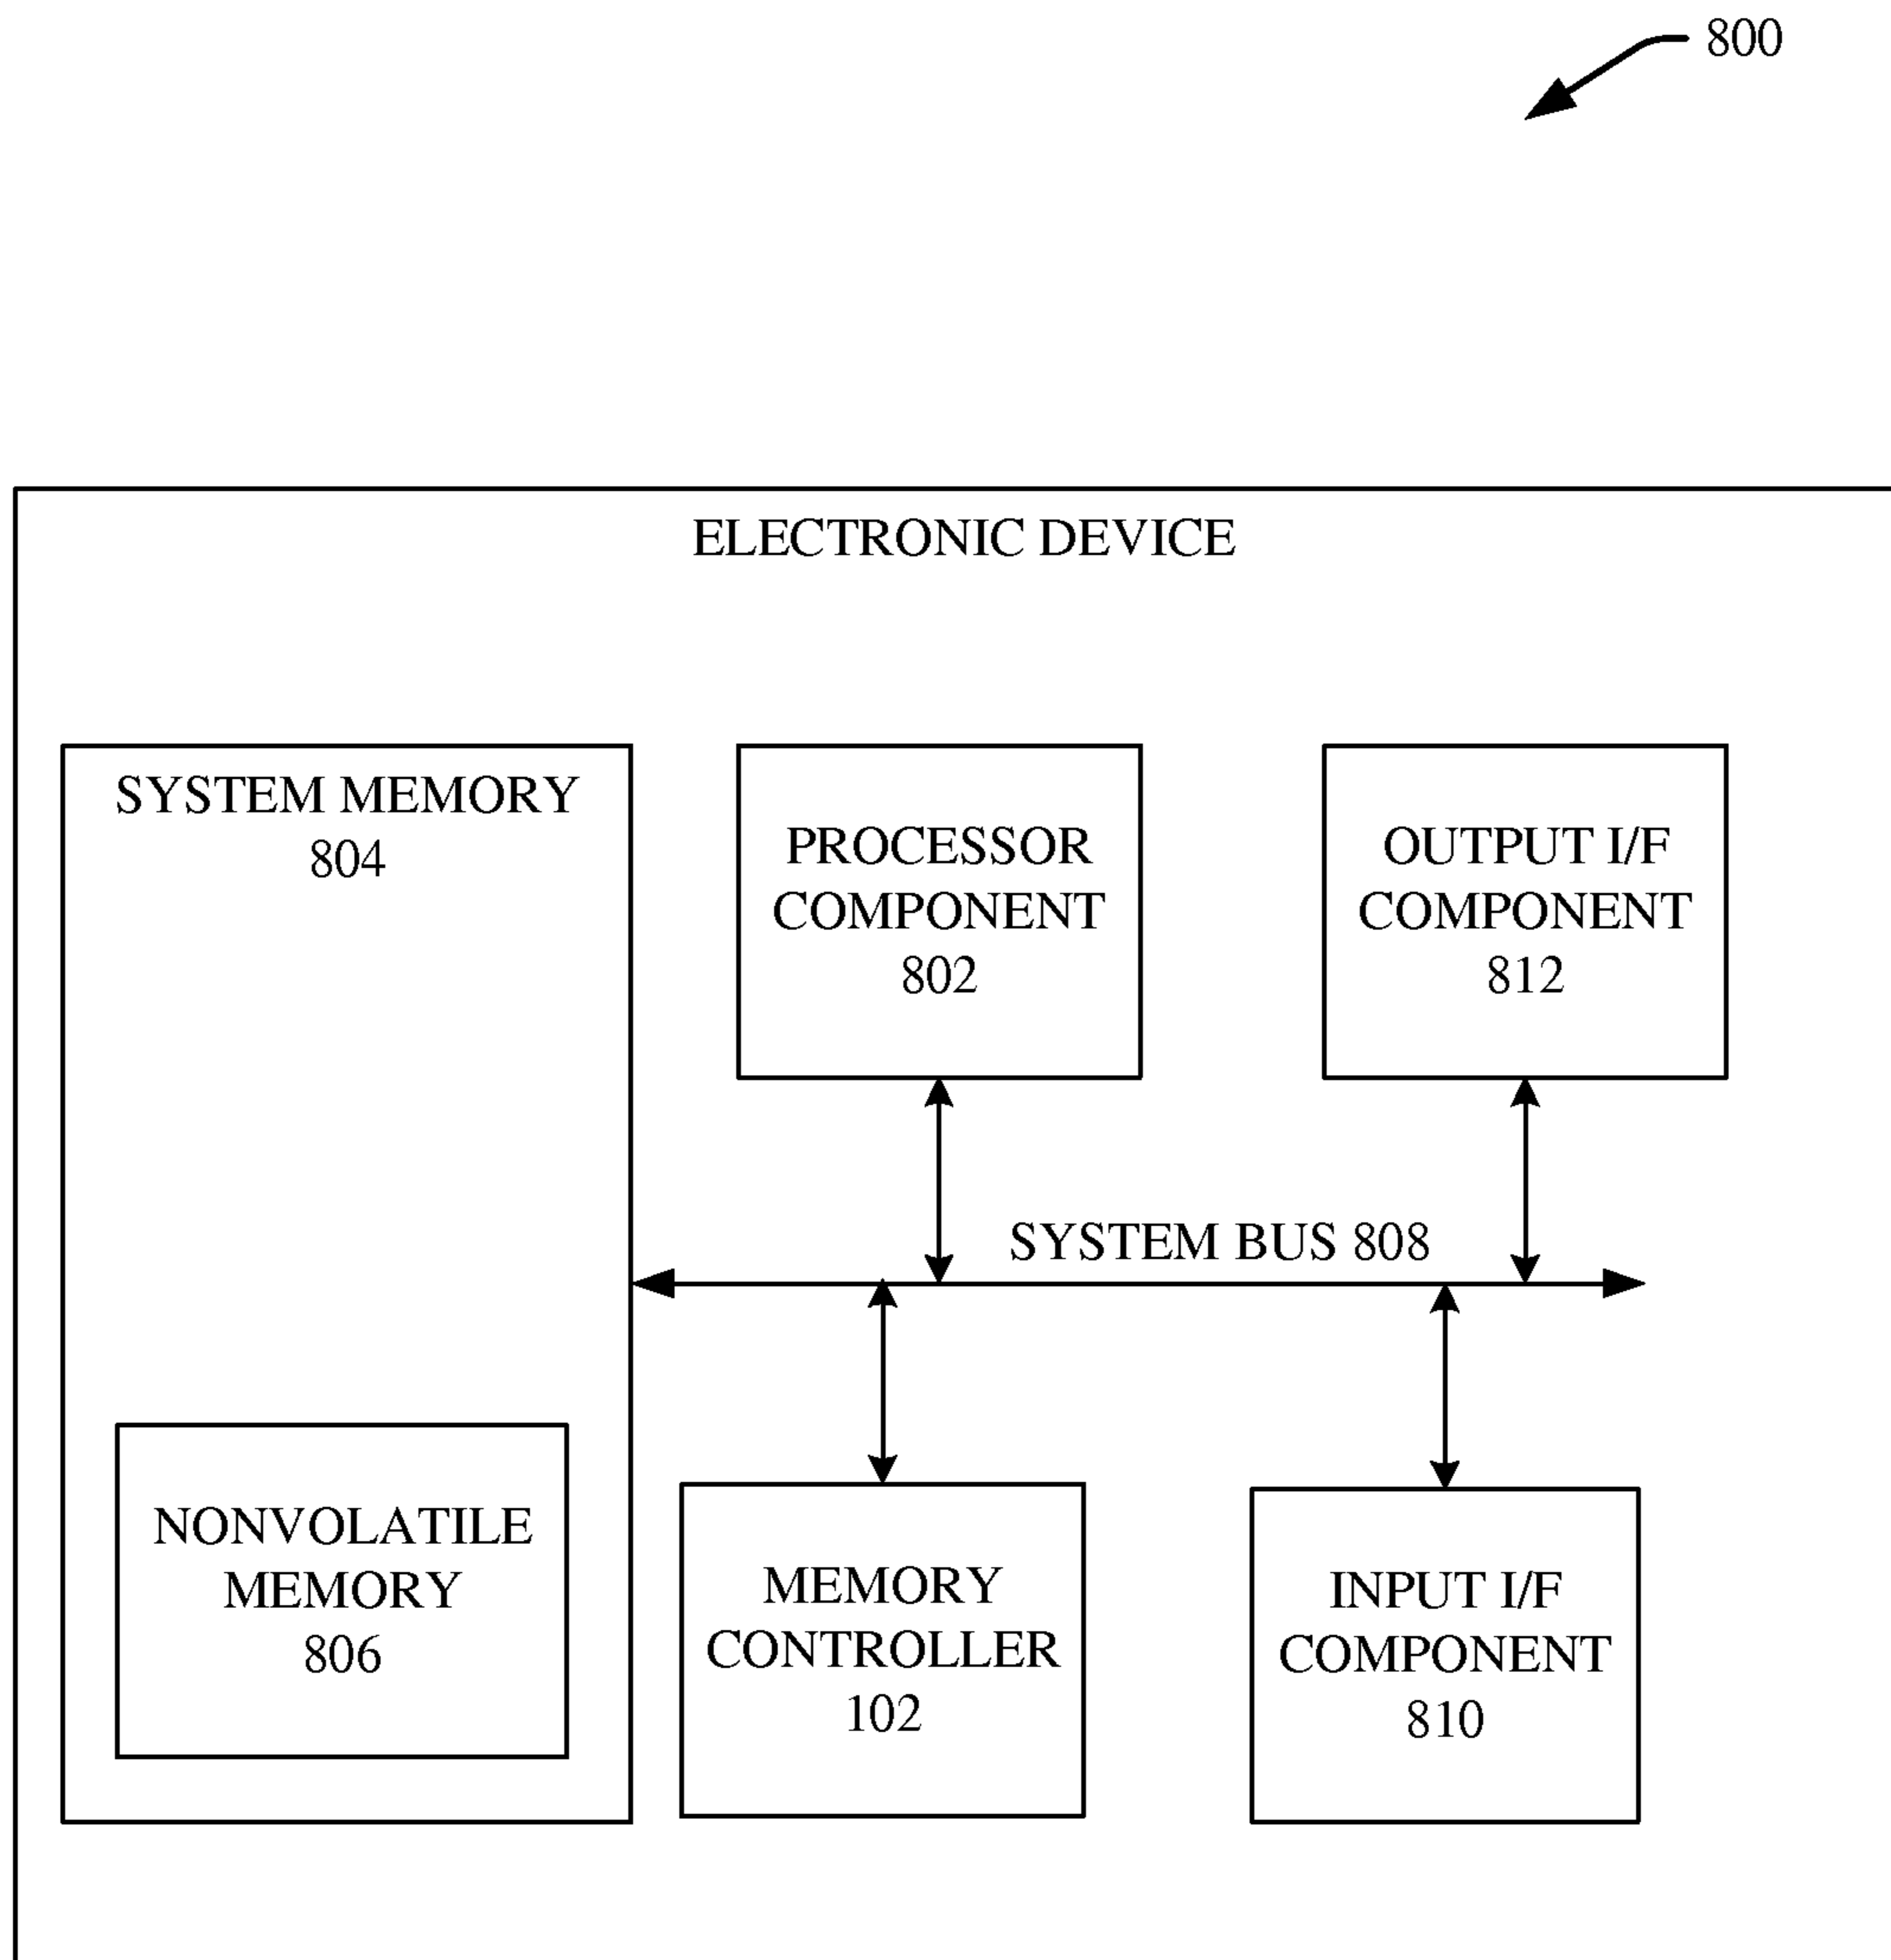 800
ELECTRONIC DEVICE
SYSTEM MEMORY
804
PROCESSOR
COMPONENT
802
OUTPUT I/F
COMPONENT
812
SYSTEM BUS 808
NONVOLATILE
MEMORY
806
MEMORY
CONTROLLER
102
INPUT I/F
COMPONENT
810